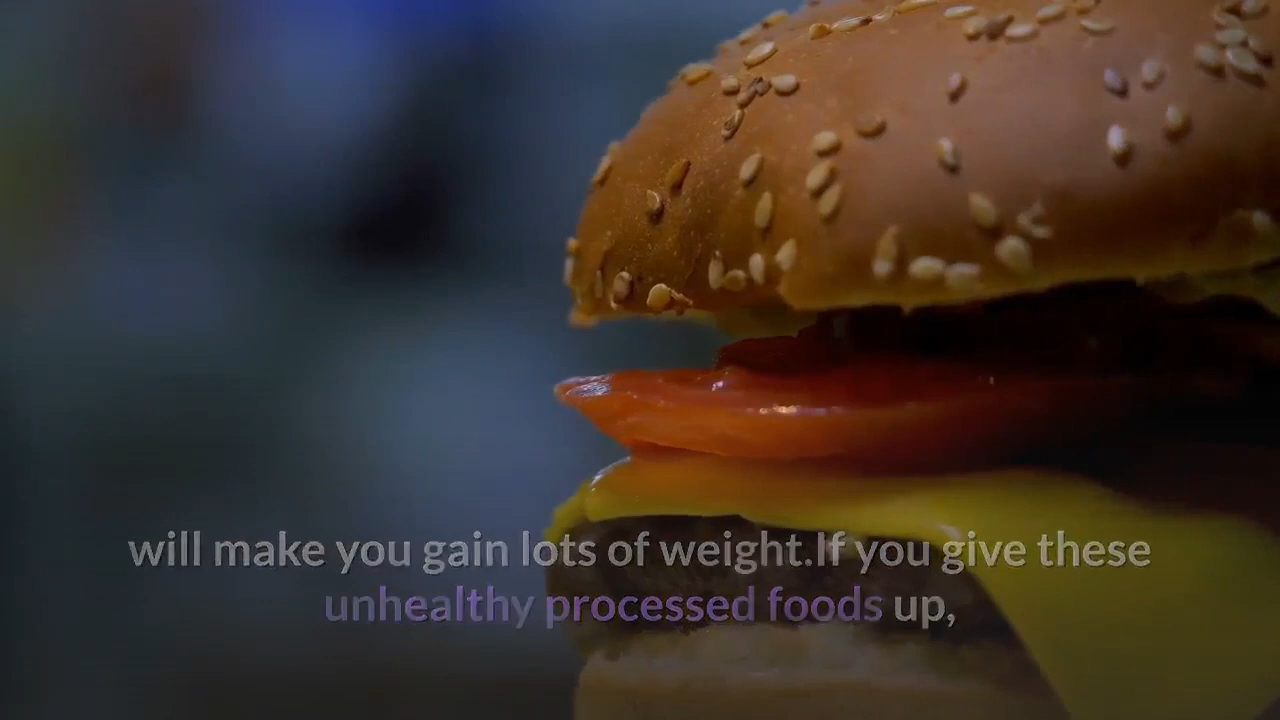 will make you gain lots of weight.If you give these
unhealthy processed foods up,